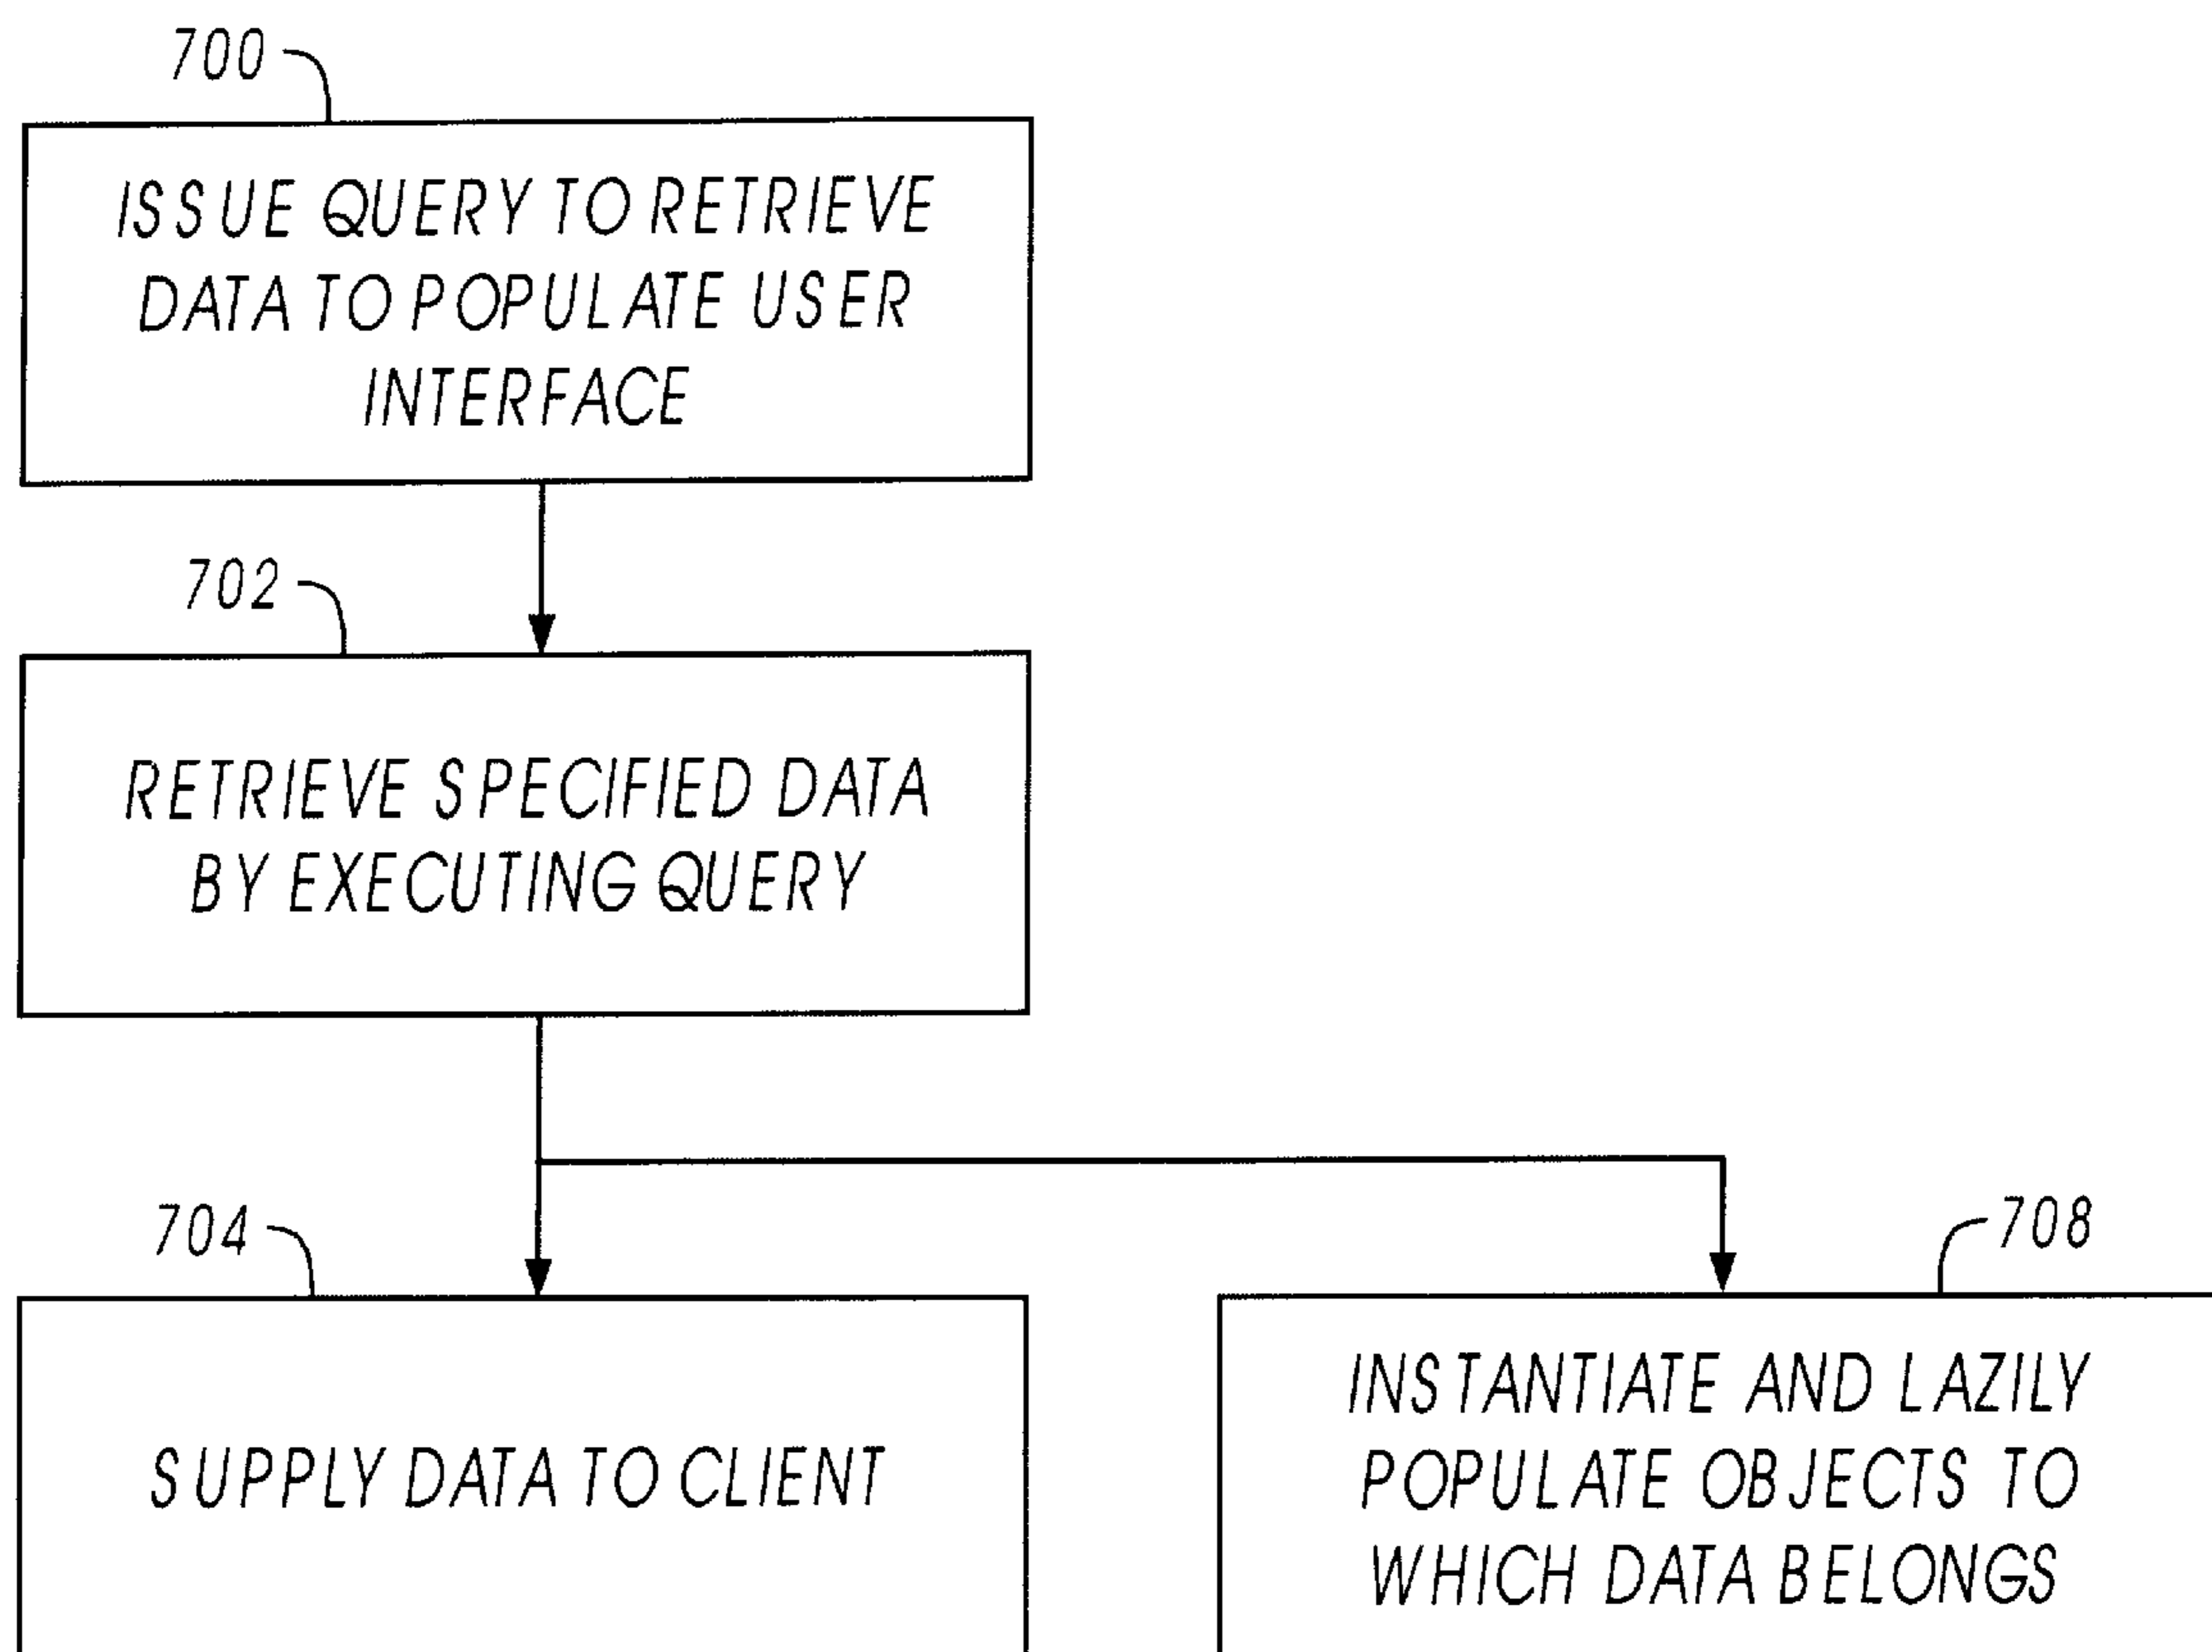 700
ISSUE QUERY TO RETRIEVE
DATA TO POPULATE USER
INTERFACE
702
RETRIEVE SPECIFIED DATA
BY EXECUTING QUERY
704
SUPPLY DATA TO CLIENT
708
INSTANTIATE AND LAZILY
POPULATE OBJECTS TO
WHICH DATA BELONGS